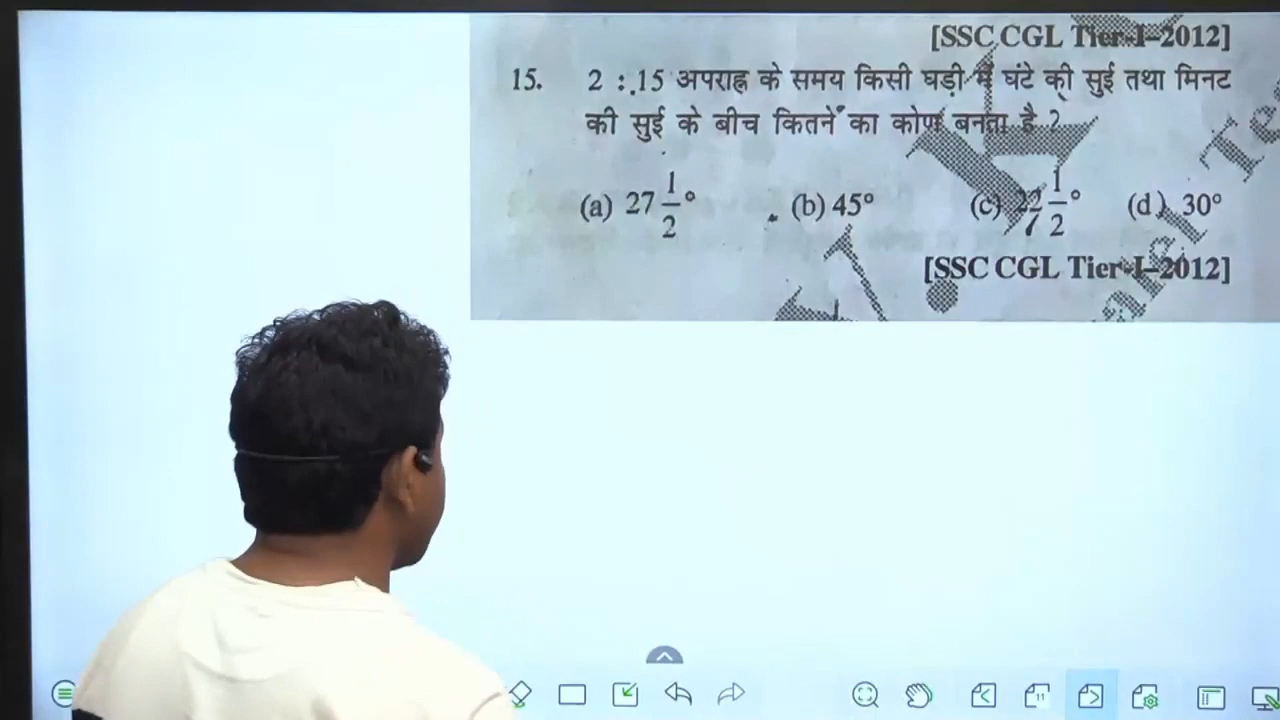 [SSC CGL Tier-I-2012]
15. 2 : 15 अपराह्न के समय किसी घड़ी में घंटे की सुई तथा मिनट
की सुई के बीच कितने° का कोण बनता है ?
(a) 27 1/2° (b) 45° (c) 22 1/2° (d) 30°
[SSC CGL Tier-I-2012]
11